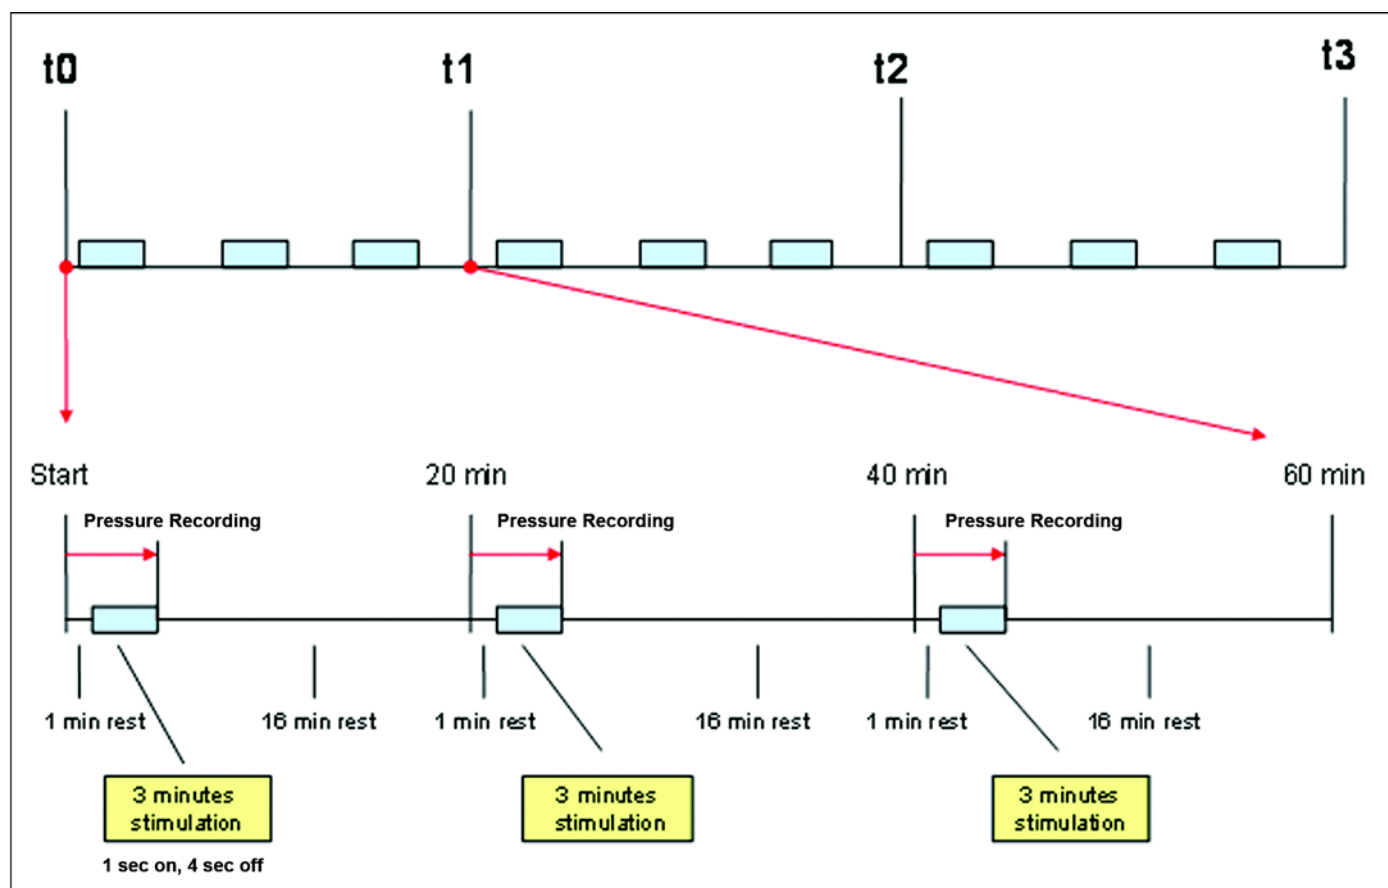 t0
t1
t2
t3
Start
20 min
40 min
60 min
Pressure Recording
Pressure Recording
Pressure Recording
1 min rest
16 min rest
1 min rest
16 min rest
1 min rest
16 min rest
3 minutes
stimulation
3 minutes
stimulation
3 minutes
stimulation
1 sec on, 4 sec off